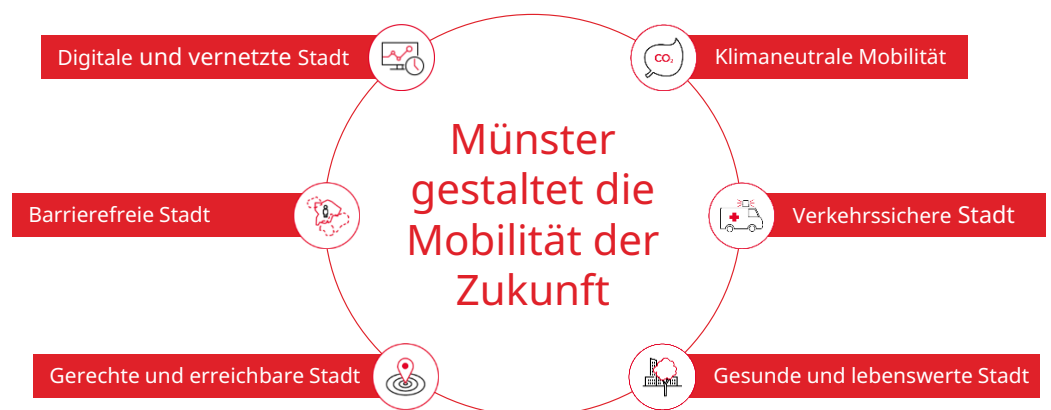 Digitale und vernetzte Stadt
CO₂
Klimaneutrale Mobilität
Münster
gestaltet die
Mobilität der
Zukunft
Barrierefreie Stadt
Verkehrssichere Stadt
Gerechte und erreichbare Stadt
Gesunde und lebenswerte Stadt